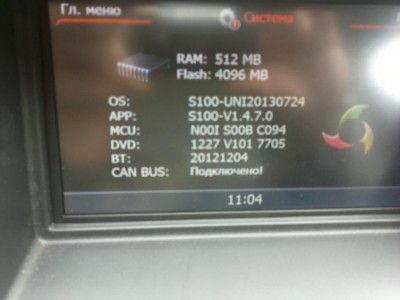 Гл. меню
Система
RAM: 512 MB
Flash: 4096 MB
OS: S100-UNI20130724
APP: S100-V1.4.7.0
MCU: N00I S00B C094
DVD: 1227 V101 7705
BT: 20121204
CAN BUS: Подключено!
11:04